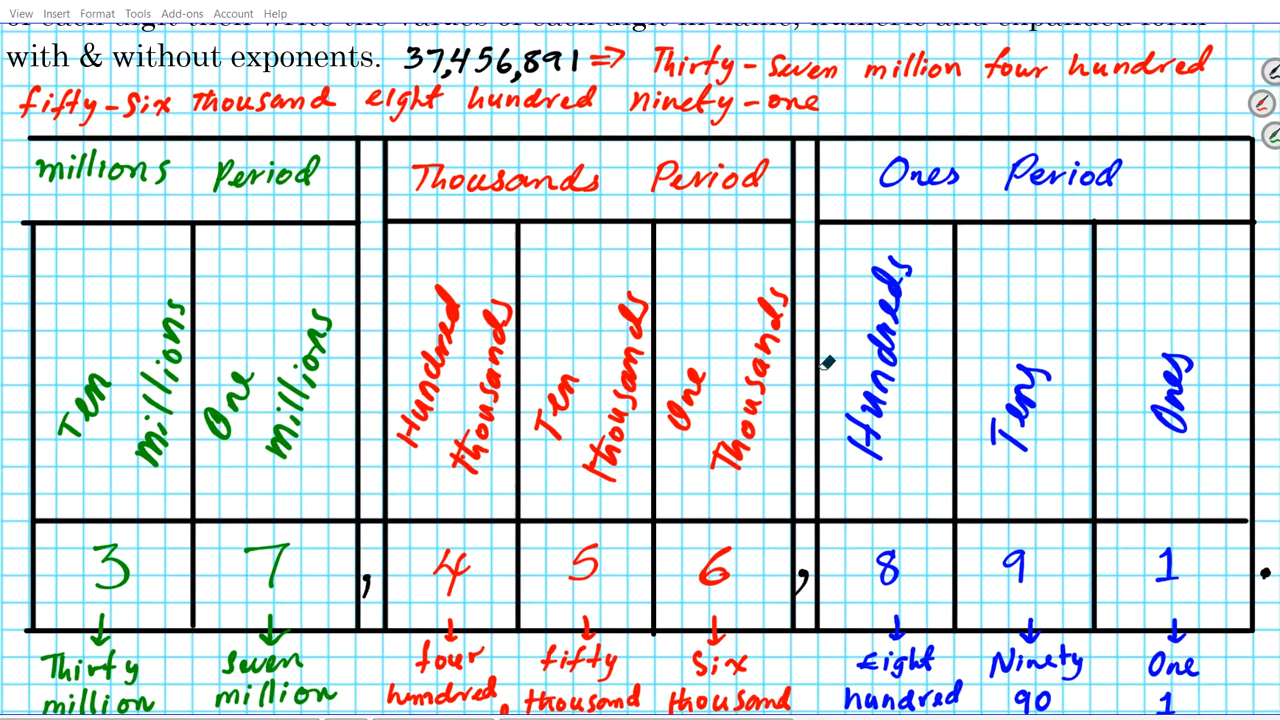 View Insert Format Tools Add-ons Account Help
with & without exponents. 37,456,891 => Thirty-seven million four hundred
fifty-six thousand eight hundred ninety-one
millions Period Thousands Period Ones Period
Ten millions One millions Hundred thousands Ten thousands One Thousands Hundreds Tens Ones
3 7 , 4 5 6 , 8 9 1 .
Thirty seven four fifty six Eight Ninety One
million million hundred thousand thousand hundred 90 1